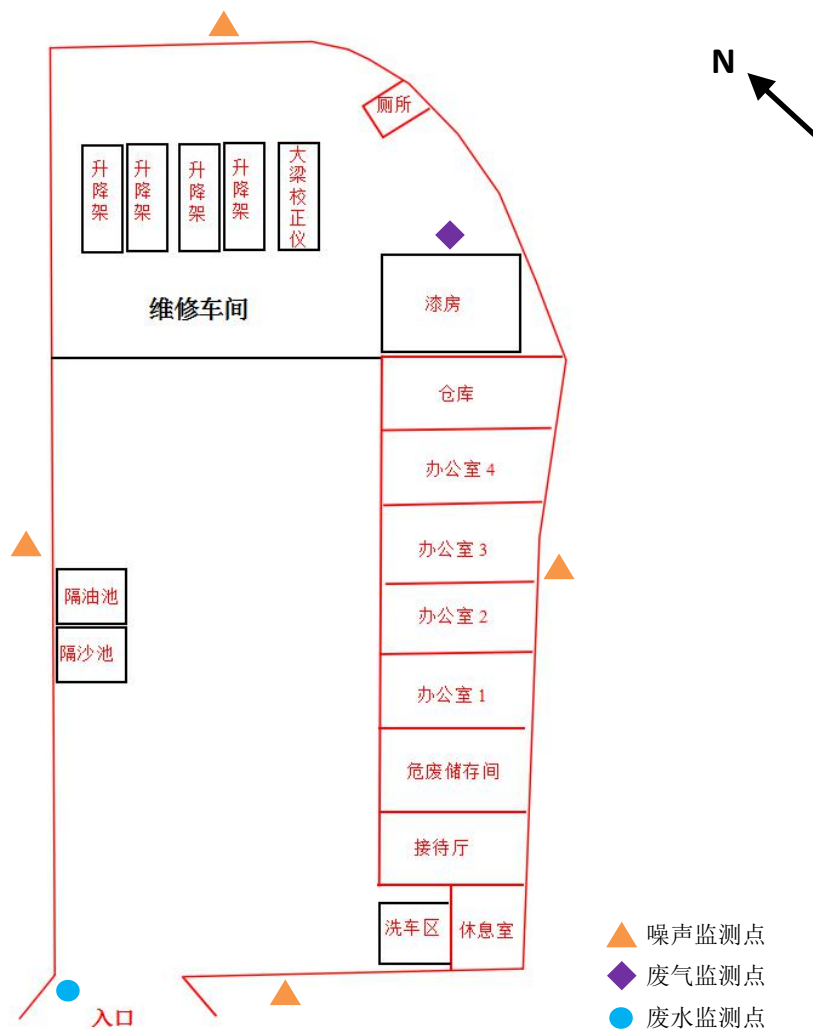 N
厕所
升降架
升降架
升降架
升降架
大梁校正仪
漆房
维修车间
仓库
办公室 4
办公室 3
隔油池
办公室 2
隔沙池
办公室 1
危废储存间
接待厅
洗车区
休息室
噪声监测点
废气监测点
废水监测点
入口